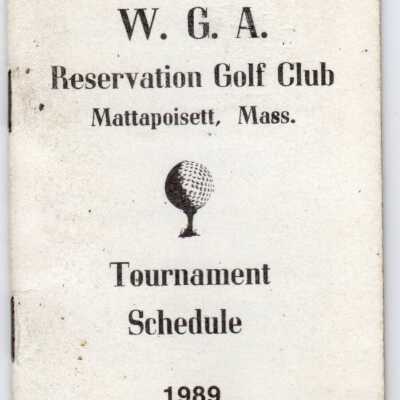 W. G. A.
Reservation Golf Club
Mattapoisett, Mass.
Tournament
Schedule
1989